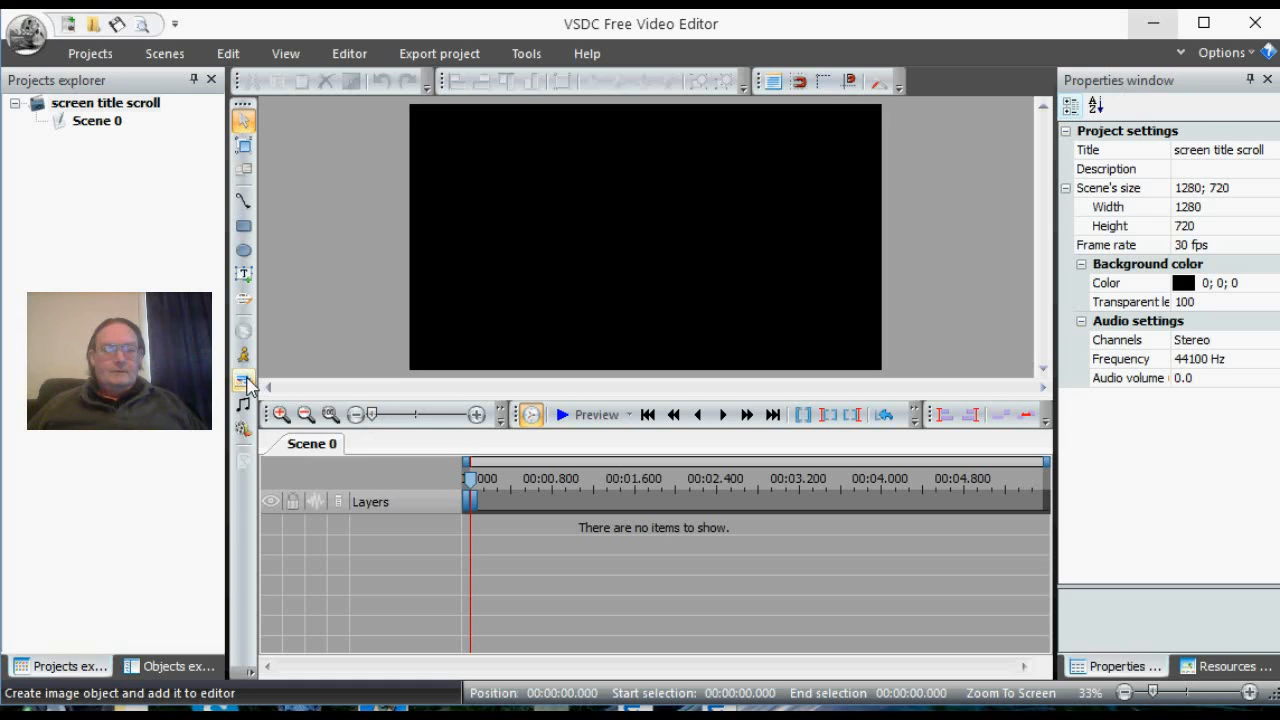 VSDC Free Video Editor
Projects Scenes Edit View Editor Export project Tools Help Options
Projects explorer
screen title scroll
Scene 0
Properties window
Project settings
Title screen title scroll
Description
Scene's size 1280; 720
Width 1280
Height 720
Frame rate 30 fps
Background color
Color 0; 0; 0
Transparent le 100
Audio settings
Channels Stereo
Frequency 44100 Hz
Audio volume 0.0
Preview
Scene 0
000 00:00.800 00:01.600 00:02.400 00:03.200 00:04.000 00:04.800
Layers
There are no items to show.
Projects ex... Objects ex... Properties ... Resources ...
Create image object and add it to editor Position: 00:00:00.000 Start selection: 00:00:00.000 End selection 00:00:00.000 Zoom To Screen 33%